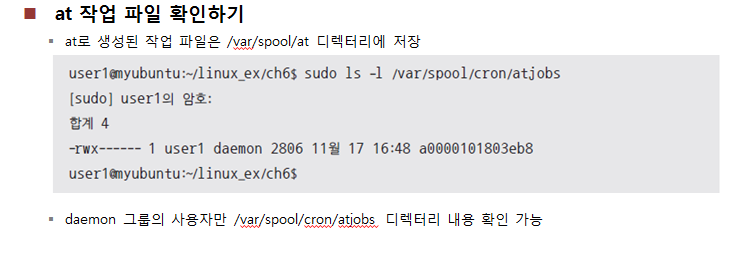 at 작업 파일 확인하기
at로 생성된 작업 파일은 /var/spool/at 디렉터리에 저장
user1@myubuntu:~/linux_ex/ch6$ sudo ls -l /var/spool/cron/atjobs
[sudo] user1의 암호:
합계 4
-rwx------ 1 user1 daemon 2806 11월 17 16:48 a0000101803eb8
user1@myubuntu:~/linux_ex/ch6$
daemon 그룹의 사용자만 /var/spool/cron/atjobs 디렉터리 내용 확인 가능